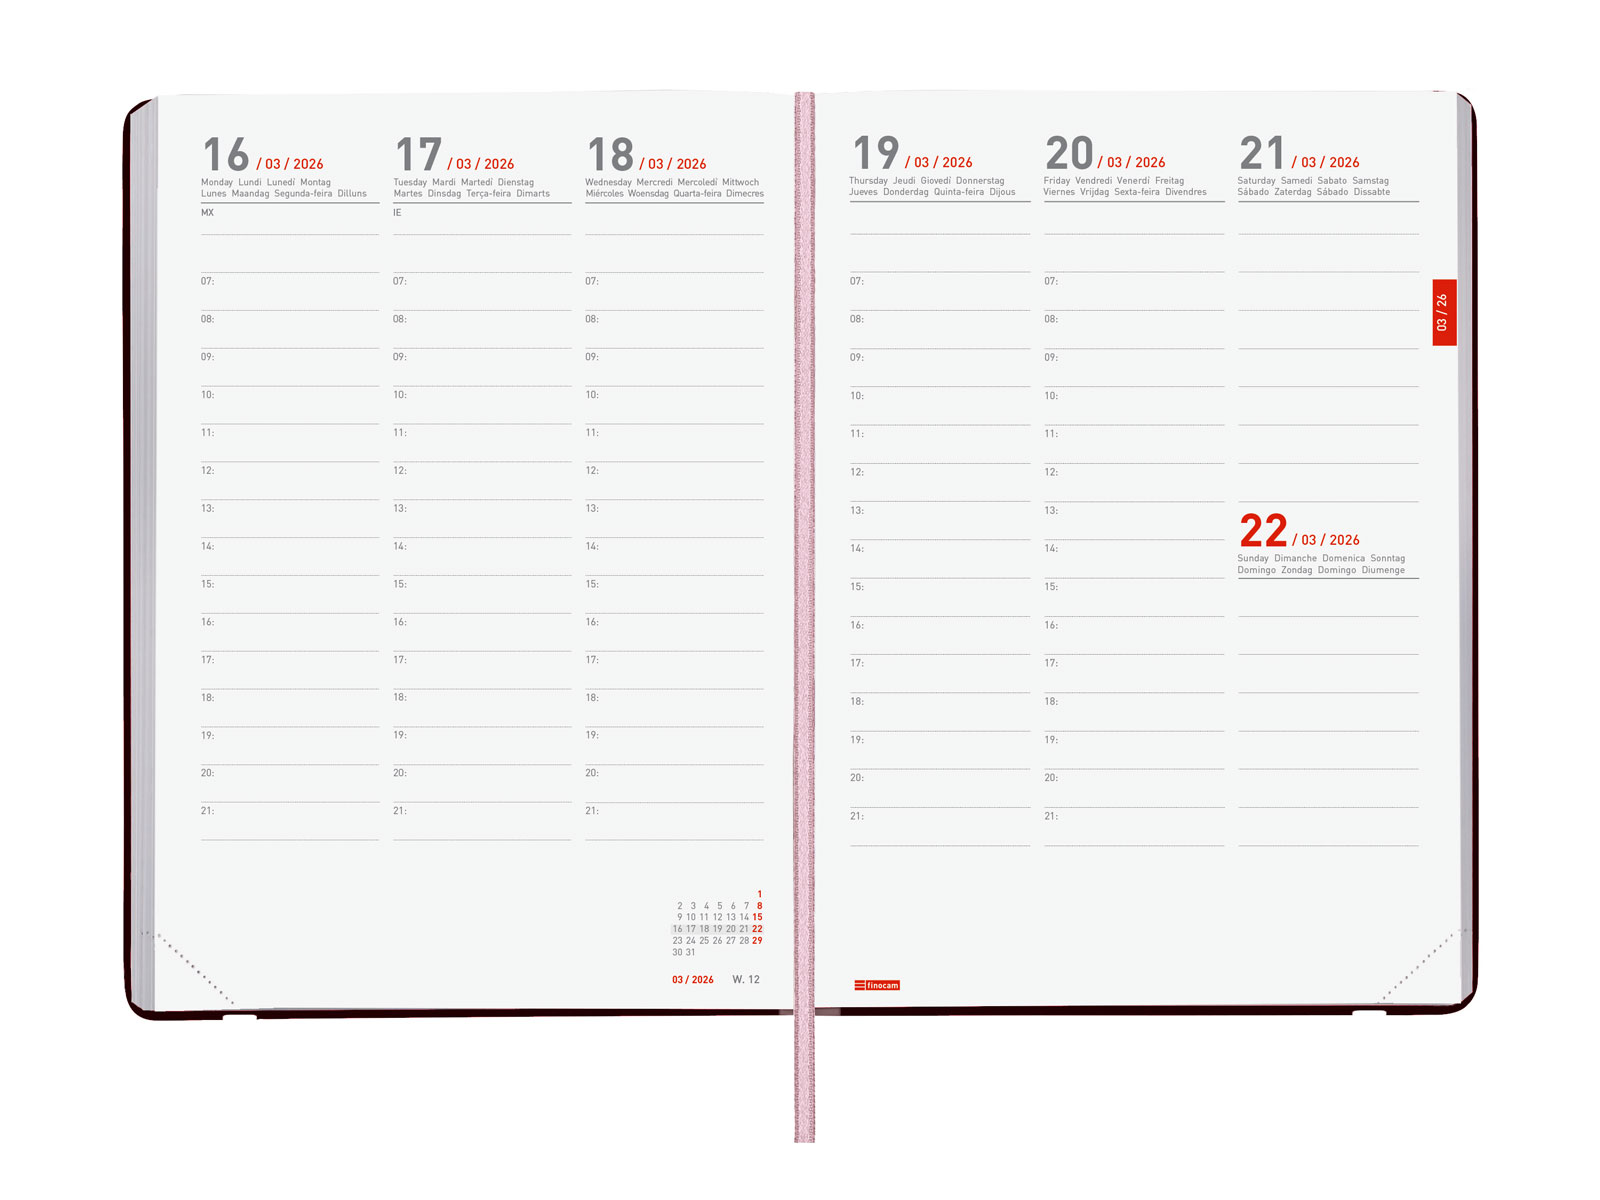 16 / 03 / 2026
Monday Lundi Lunedí Montag
Lunes Maandag Segunda-feira Dilluns
MX
07:
08:
09:
10:
11:
12:
13:
14:
15:
16:
17:
18:
19:
20:
21:
17 / 03 / 2026
Tuesday Mardi Martedí Dienstag
Martes Dinsdag Terça-feira Dimarts
IE
07:
08:
09:
10:
11:
12:
13:
14:
15:
16:
17:
18:
19:
20:
21:
18 / 03 / 2026
Wednesday Mercredi Mercoledí Mittwoch
Miércoles Woensdag Quarta-feira Dimecres
07:
08:
09:
10:
11:
12:
13:
14:
15:
16:
17:
18:
19:
20:
21:
1
2 3 4 5 6 7 8
9 10 11 12 13 14 15
16 17 18 19 20 21 22
23 24 25 26 27 28 29
30 31
03 / 2026 W. 12
19 / 03 / 2026
Thursday Jeudi Giovedí Donnerstag
Jueves Donderdag Quinta-feira Dijous
07:
08:
09:
10:
11:
12:
13:
14:
15:
16:
17:
18:
19:
20:
21:
finocam
20 / 03 / 2026
Friday Vendredi Venerdí Freitag
Viernes Vrijdag Sexta-feira Divendres
07:
08:
09:
10:
11:
12:
13:
14:
15:
16:
17:
18:
19:
20:
21:
21 / 03 / 2026
Saturday Samedi Sabato Samstag
Sábado Zaterdag Sábado Dissabte
22 / 03 / 2026
Sunday Dimanche Domenica Sonntag
Domingo Zondag Domingo Diumenge
03 / 26